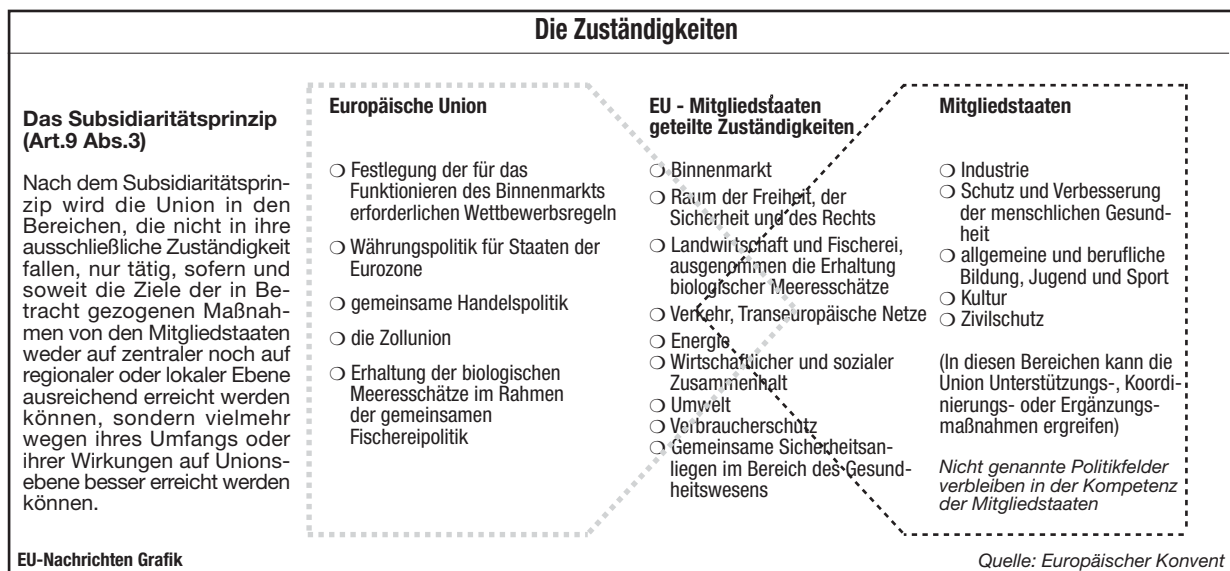 Die Zuständigkeiten
Das Subsidiaritätsprinzip
(Art.9 Abs.3)
Nach dem Subsidiaritätsprin-
zip wird die Union in den
Bereichen, die nicht in ihre
ausschließliche Zuständigkeit
fallen, nur tätig, sofern und
soweit die Ziele der in Be-
tracht gezogenen Maßnah-
men von den Mitgliedstaaten
weder auf zentraler noch auf
regionaler oder lokaler Ebene
ausreichend erreicht werden
können, sondern vielmehr
wegen ihres Umfangs oder
ihrer Wirkungen auf Unions-
ebene besser erreicht werden
können.
Europäische Union
❍ Festlegung der für das
Funktionieren des Binnenmarkts
erforderlichen Wettbewerbsregeln
❍ Währungspolitik für Staaten der
Eurozone
❍ gemeinsame Handelspolitik
❍ die Zollunion
❍ Erhaltung der biologischen
Meeresschätze im Rahmen
der gemeinsamen
Fischereipolitik
EU - Mitgliedstaaten
geteilte Zuständigkeiten
❍ Binnenmarkt
❍ Raum der Freiheit, der
Sicherheit und des Rechts
❍ Landwirtschaft und Fischerei,
ausgenommen die Erhaltung
biologischer Meeresschätze
❍ Verkehr, Transeuropäische Netze
❍ Energie
❍ Wirtschaftlicher und sozialer
Zusammenhalt
❍ Umwelt
❍ Verbraucherschutz
❍ Gemeinsame Sicherheitsan-
liegen im Bereich des Gesund-
heitswesens
Mitgliedstaaten
❍ Industrie
❍ Schutz und Verbesserung
der menschlichen Gesund-
heit
❍ allgemeine und berufliche
Bildung, Jugend und Sport
❍ Kultur
❍ Zivilschutz
(In diesen Bereichen kann die
Union Unterstützungs-, Koordi-
nierungs- oder Ergänzungs-
maßnahmen ergreifen)
Nicht genannte Politikfelder
verbleiben in der Kompetenz
der Mitgliedstaaten
EU-Nachrichten Grafik
Quelle: Europäischer Konvent